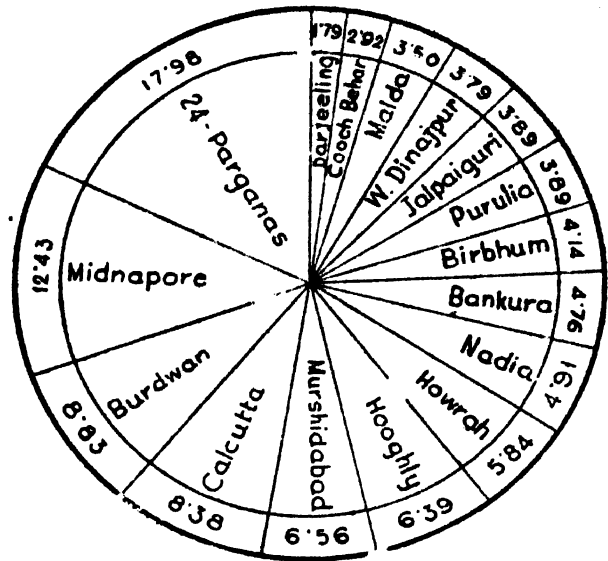 1·79
Darjeeling
2·92
Cooch Behar
3·50
Malda
3·79
W. Dinajpur
3·89
Jalpaiguri
3·89
Purulia
4·14
Birbhum
4·76
Bankura
4·91
Nadia
5·84
Howrah
6·39
Hooghly
6·56
Murshidabad
8·38
Calcutta
8·83
Burdwan
12·43
Midnapore
17·98
24-Parganas